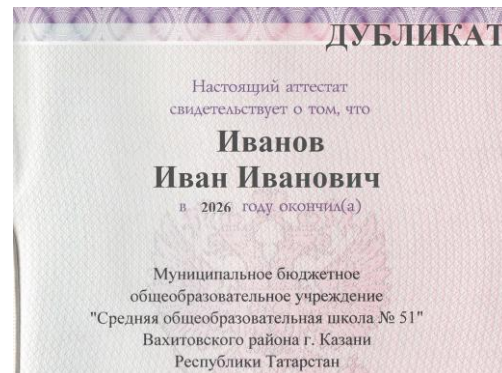 ДУБЛИКАТ
Настоящий аттестат
свидетельствует о том, что
Иванов
Иван Иванович
в 2026 году окончил(а)
Муниципальное бюджетное
общеобразовательное учреждение
"Средняя общеобразовательная школа № 51"
Вахитовского района г. Казани
Республики Татарстан